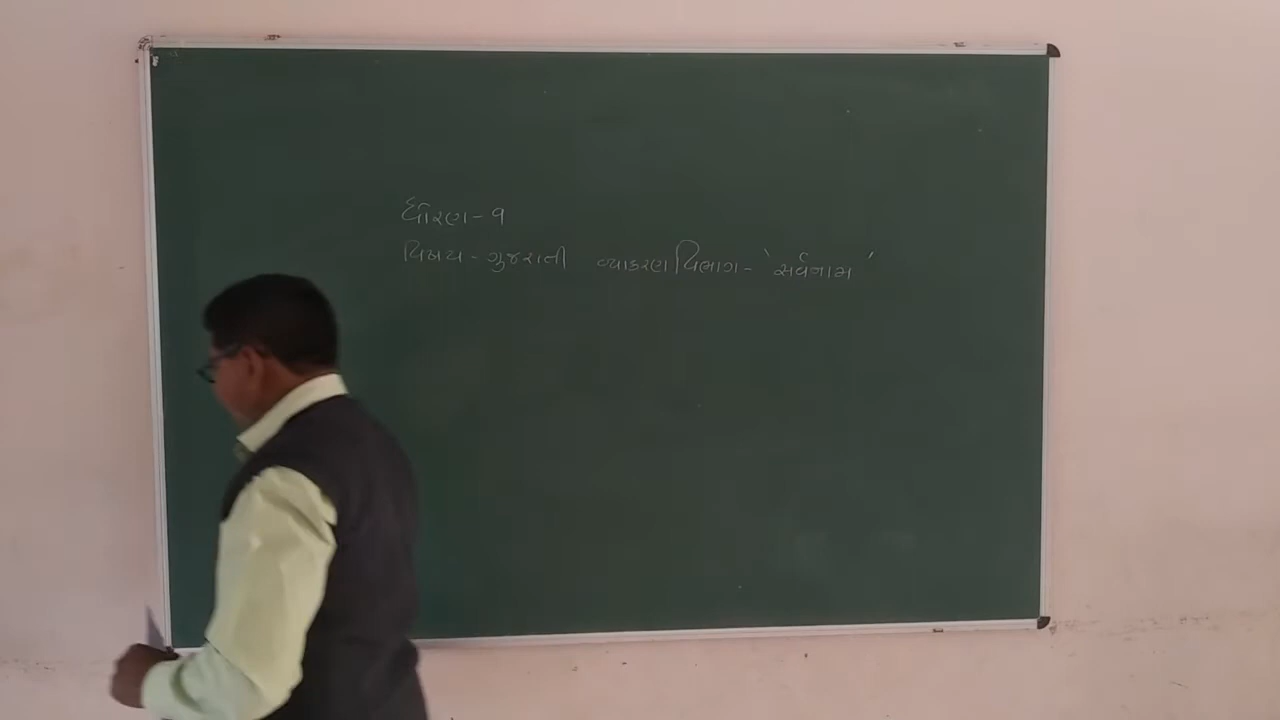 ધોરણ - ૧
વિષય - ગુજરાતી વ્યાકરણ વિભાગ - 'સર્વનામ'